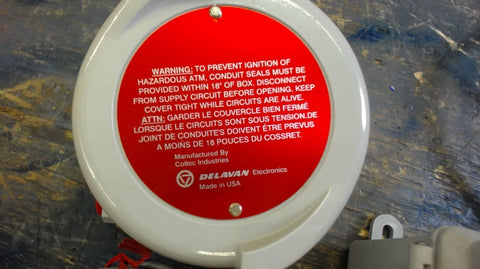 WARNING: TO PREVENT IGNITION OF
HAZARDOUS ATM, CONDUIT SEALS MUST BE
PROVIDED WITHIN 18" OF BOX. DISCONNECT
FROM SUPPLY CIRCUIT BEFORE OPENING. KEEP
COVER TIGHT WHILE CIRCUITS ARE ALIVE.
ATTN: GARDER LE COUVERCLE BIEN FERMÉ
LORSQUE LE CIRCUITS SONT SOUS TENSION.DE
JOINT DE CONDUITE'S DOIVENT ÊTRE PREVUS
A MOINS DE 18 POUCES DU COSSRET.
Manufactured By
Coltec Industries
DELAVAN Electronics
Made in USA